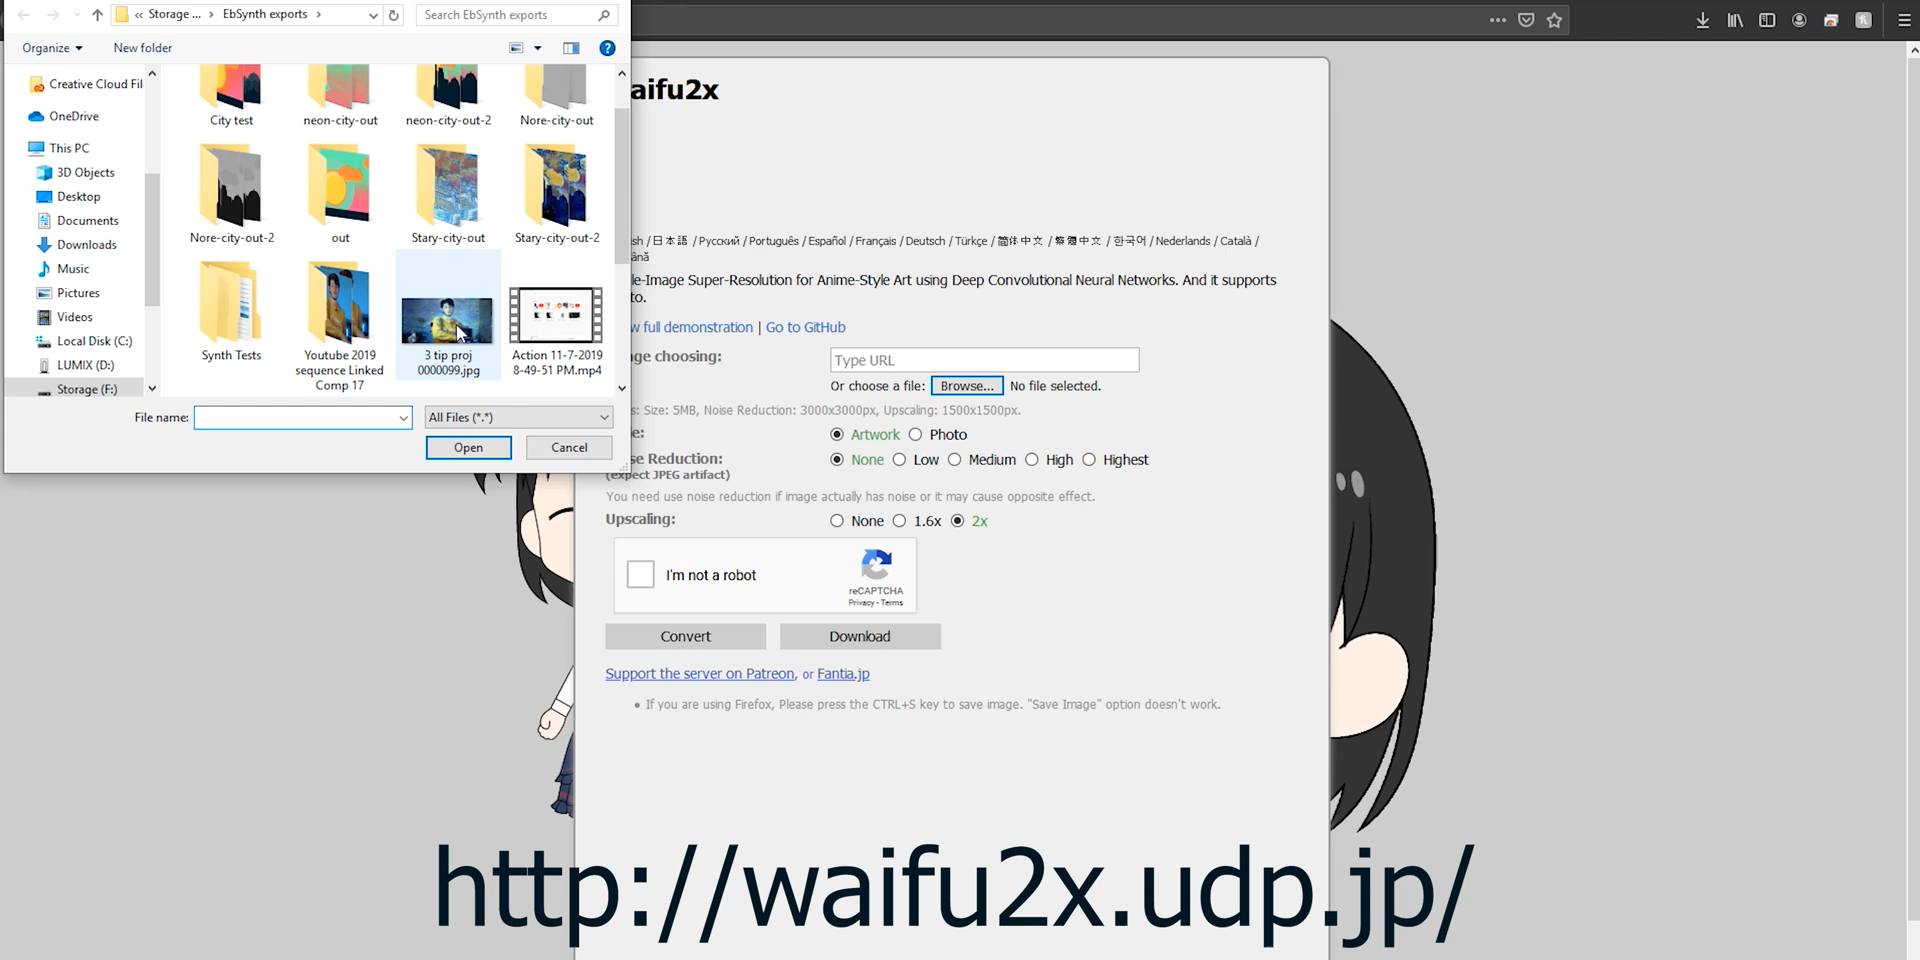 Storage ... EbSynth exports
Search EbSynth exports
Organize
New folder
Creative Cloud Fil
OneDrive
This PC
3D Objects
Desktop
Documents
Downloads
Music
Pictures
Videos
Local Disk (C:)
LUMIX (D:)
Storage (F:)
City test
neon-city-out
neon-city-out-2
Nore-city-out
Nore-city-out-2
out
Stary-city-out
Stary-city-out-2
Synth Tests
Youtube 2019
sequence Linked
Comp 17
3 tip proj
0000099.jpg
Action 11-7-2019
8-49-51 PM.mp4
File name:
All Files (*.*)
Open
Cancel
aifu2x
sh / 日本語 / Русский / Português / Español / Français / Deutsch / Türkçe / 简体中文 / 繁體中文 / 한국어 / Nederlands / Català /
ână
le-Image Super-Resolution for Anime-Style Art using Deep Convolutional Neural Networks. And it supports
to.
w full demonstration | Go to GitHub
ge choosing:
Type URL
Or choose a file: Browse... No file selected.
s: Size: 5MB, Noise Reduction: 3000x3000px, Upscaling: 1500x1500px.
e:
Artwork Photo
se Reduction:
None Low Medium High Highest
(expect JPEG artifact)
You need use noise reduction if image actually has noise or it may cause opposite effect.
Upscaling:
None 1.6x 2x
I'm not a robot
reCAPTCHA
Privacy - Terms
Convert
Download
Support the server on Patreon, or Fantia.jp
If you are using Firefox, Please press the CTRL+S key to save image. "Save Image" option doesn't work.
http://waifu2x.udp.jp/